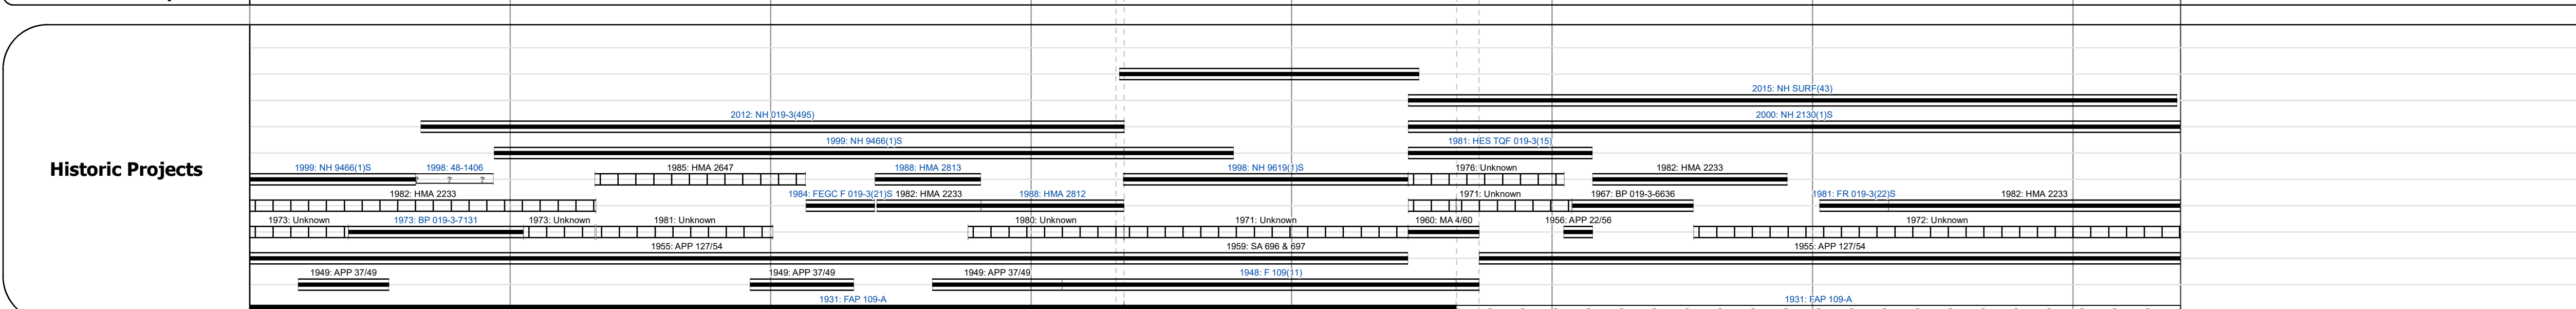 2015: NH SURF(43)
2012: NH 019-3(495) 2000: NH 2130(1)S
1999: NH 9466(1)S 1981: HES TQF 019-3(15)
Historic Projects
1999: NH 9466(1)S 1998: 48-1406 1985: HMA 2647 1988: HMA 2813 1998: NH 9619(1)S 1976: Unknown 1982: HMA 2233
? ? ?
1982: HMA 2233 1984: FEGC F 019-3(21)S 1982: HMA 2233 1988: HMA 2812 1971: Unknown 1967: BP 019-3-6636 1981: FR 019-3(22)S 1982: HMA 2233
1973: Unknown 1973: BP 019-3-7131 1973: Unknown 1981: Unknown 1980: Unknown 1971: Unknown 1960: MA 4/60 1956: APP 22/56 1972: Unknown
1955: APP 127/54 1959: SA 696 & 697 1955: APP 127/54
1949: APP 37/49 1949: APP 37/49 1949: APP 37/49 1948: F 109(11)
1931: FAP 109-A 1931: FAP 109-A